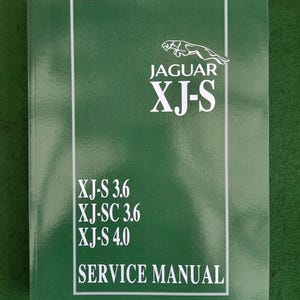 JAGUAR
XJ-S
XJ-S 3.6
XJ-SC 3.6
XJ-S 4.0
SERVICE MANUAL